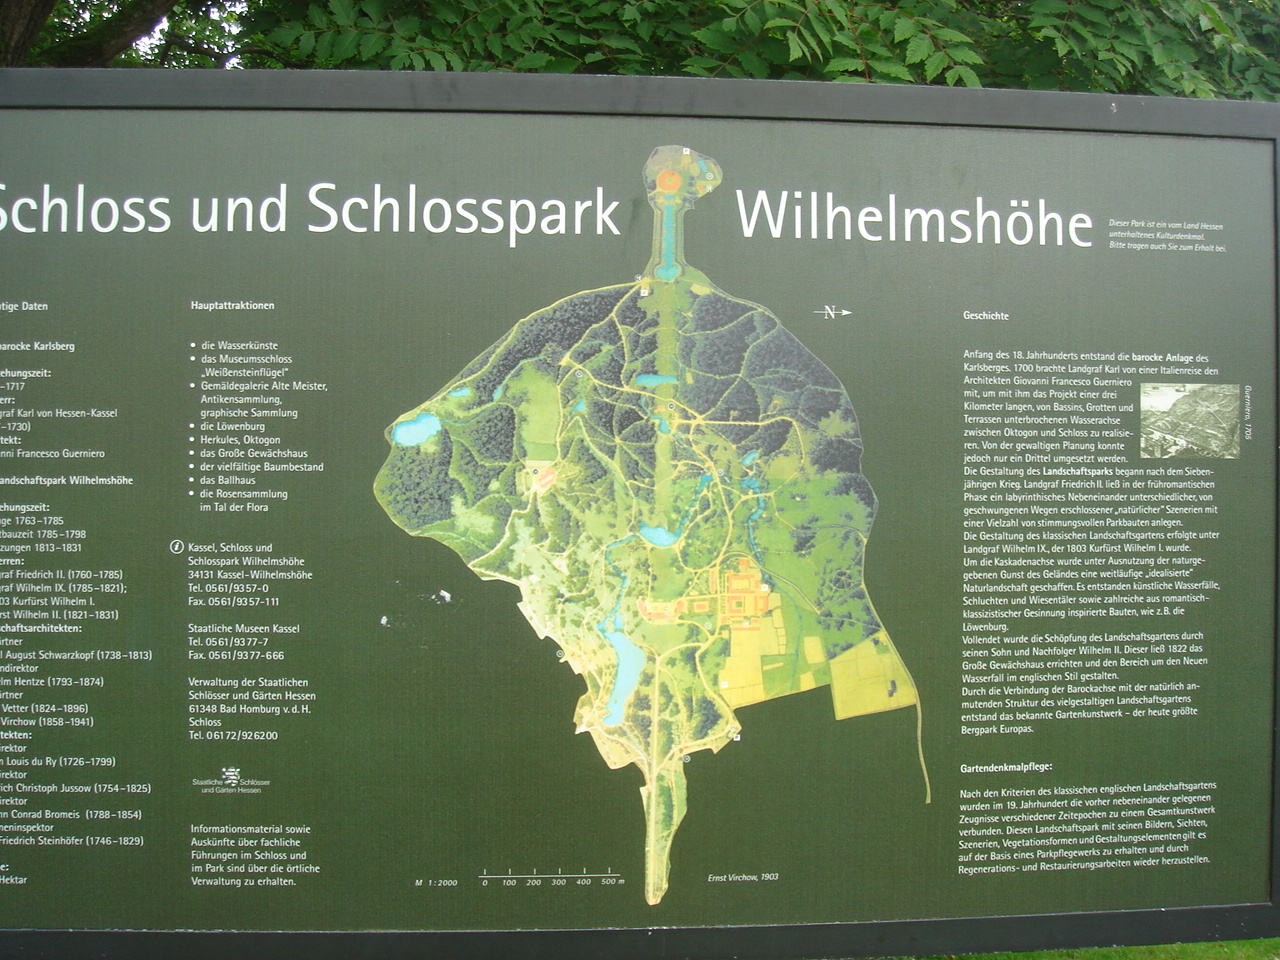 Schloss und Schlosspark Wilhelmshöhe
Dieser Park ist ein vom Land Hessen
unterhaltenes Kulturdenkmal.
Bitte tragen auch Sie zum Erhalt bei.
tige Daten
barocke Karlsberg
ehungszeit:
-1717
err:
graf Karl von Hessen-Kassel
-1730)
tekt:
anni Francesco Guerniero
andschaftspark Wilhelmshöhe
ehungszeit:
ge 1763-1785
tbauzeit 1785-1798
zungen 1813-1831
erren:
graf Friedrich II. (1760-1785)
graf Wilhelm IX. (1785-1821);
03 Kurfürst Wilhelm I.
rst Wilhelm II. (1821-1831)
schaftsarchitekten:
ärtner
l August Schwarzkopf (1738-1813)
ndirektor
elm Hentze (1793-1874)
ärtner
Vetter (1824-1896)
Virchow (1858-1941)
tekten:
irektor
n Louis du Ry (1726-1799)
irektor
rich Christoph Jussow (1754-1825)
irektor
nn Conrad Bromeis (1788-1854)
neninspektor
Friedrich Steinhöfer (1746-1829)
e:
Hektar
Hauptattraktionen
• die Wasserkünste
• das Museumsschloss
„Weißensteinflügel"
• Gemäldegalerie Alte Meister,
Antikensammlung,
graphische Sammlung
• die Löwenburg
• Herkules, Oktogon
• das Große Gewächshaus
• der vielfältige Baumbestand
• das Ballhaus
• die Rosensammlung
im Tal der Flora
i Kassel, Schloss und
Schlosspark Wilhelmshöhe
34131 Kassel-Wilhelmshöhe
Tel. 0561/9357-0
Fax. 0561/9357-111
Staatliche Museen Kassel
Tel. 0561/9377-7
Fax. 0561/9377-666
Verwaltung der Staatlichen
Schlösser und Gärten Hessen
61348 Bad Homburg v.d.H.
Schloss
Tel. 06172/926200
Staatliche Schlösser
und Gärten Hessen
Informationsmaterial sowie
Auskünfte über fachliche
Führungen im Schloss und
im Park sind über die örtliche
Verwaltung zu erhalten.
N
M 1:2000
0 100 200 300 400 500 m
Ernst Virchow, 1903
Geschichte
Anfang des 18. Jahrhunderts entstand die barocke Anlage des
Karlsberges. 1700 brachte Landgraf Karl von einer Italienreise den
Architekten Giovanni Francesco Guerniero
mit, um mit ihm das Projekt einer drei
Kilometer langen, von Bassins, Grotten und
Terrassen unterbrochenen Wasserachse
zwischen Oktogon und Schloss zu realisie-
ren. Von der gewaltigen Planung konnte
jedoch nur ein Drittel umgesetzt werden.
Guerniero, 1705
Die Gestaltung des Landschaftsparks begann nach dem Sieben-
jährigen Krieg. Landgraf Friedrich II. ließ in der frühromantischen
Phase ein labyrinthisches Nebeneinander unterschiedlicher, von
geschwungenen Wegen erschlossener „natürlicher" Szenerien mit
einer Vielzahl von stimmungsvollen Parkbauten anlegen.
Die Gestaltung des klassischen Landschaftsgartens erfolgte unter
Landgraf Wilhelm IX., der 1803 Kurfürst Wilhelm I. wurde.
Um die Kaskadenachse wurde unter Ausnutzung der naturge-
gebenen Gunst des Geländes eine weitläufige „idealisierte"
Naturlandschaft geschaffen. Es entstanden künstliche Wasserfälle,
Schluchten und Wiesentäler sowie zahlreiche aus romantisch-
klassizistischer Gesinnung inspirierte Bauten, wie z.B. die
Löwenburg.
Vollendet wurde die Schöpfung des Landschaftsgartens durch
seinen Sohn und Nachfolger Wilhelm II. Dieser ließ 1822 das
Große Gewächshaus errichten und den Bereich um den Neuen
Wasserfall im englischen Stil gestalten.
Durch die Verbindung der Barockachse mit der natürlich an-
mutenden Struktur des vielgestaltigen Landschaftsgartens
entstand das bekannte Gartenkunstwerk - der heute größte
Bergpark Europas.
Gartendenkmalpflege:
Nach den Kriterien des klassischen englischen Landschaftsgartens
wurden im 19. Jahrhundert die vorher nebeneinander gelegenen
Zeugnisse verschiedener Zeitepochen zu einem Gesamtkunstwerk
verbunden. Diesen Landschaftspark mit seinen Bildern, Sichten,
Szenerien, Vegetationsformen und Gestaltungselementen gilt es
auf der Basis eines Parkpflegewerks zu erhalten und durch
Regenerations- und Restaurierungsarbeiten wieder herzustellen.